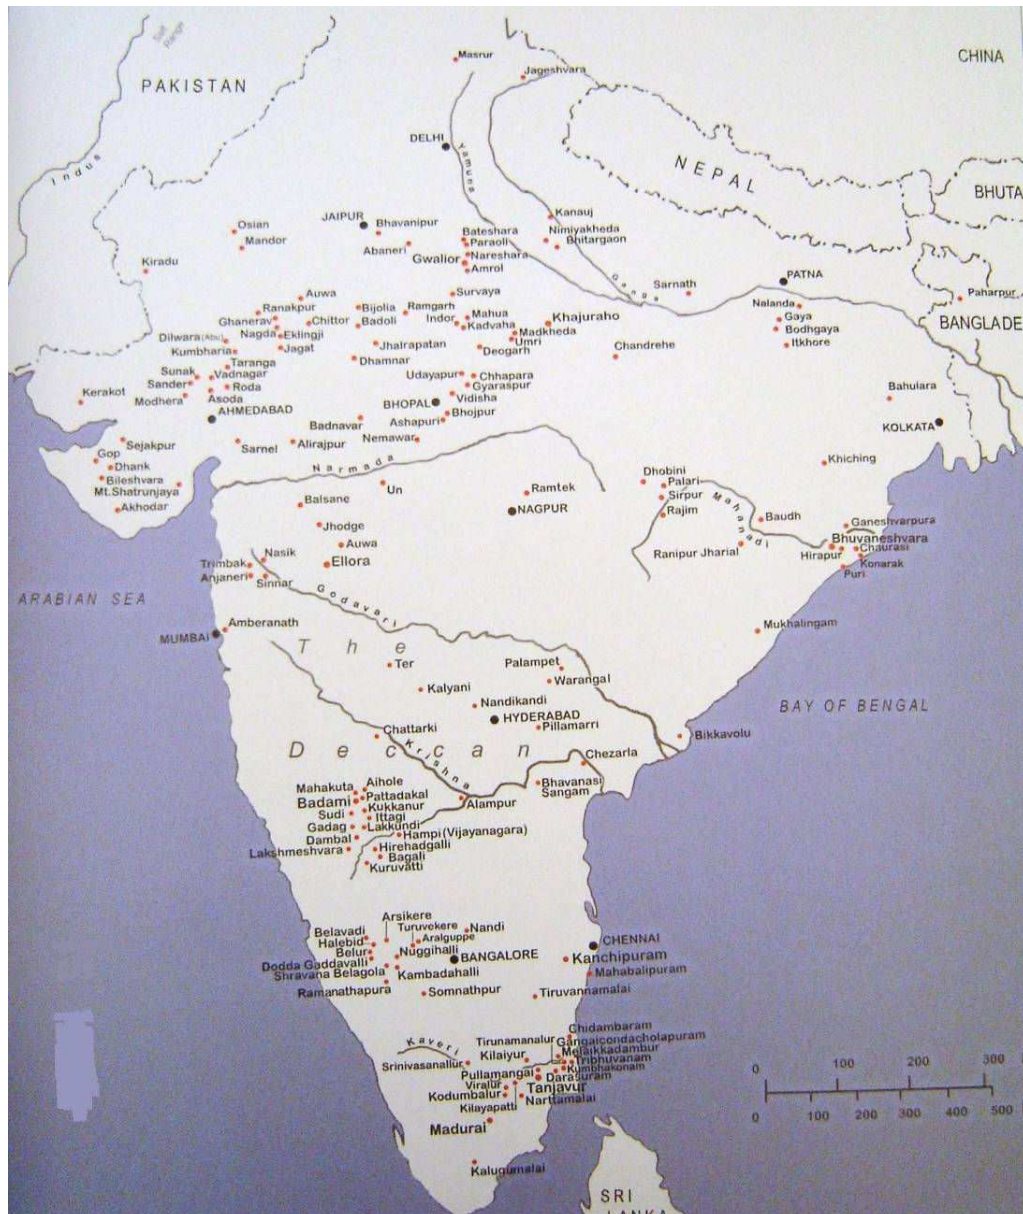 Salt
Range
Masrur
CHINA
Jageshvara
PAKISTAN
DELHI
Yamuna
Indus
NEPAL
BHUTA
Kanauj
JAIPUR
Bhavanipur
Osian
Mandor
Bateshara
Nimiyakheda
Paraoli
Bhitargaon
Abaneri
Nareshara
Gwalior
Amrol
Kiradu
Ganga
PATNA
Sarnath
Paharpur
Auwa
Survaya
Nalanda
Ranakpur
Bijolia
Ramgarh
Mahua
Khajuraho
Gaya
BANGLADE
Ghanerav
Chittor
Badoli
Indor
Kadvaha
Bodhgaya
Nagda
Eklingji
Madkheda
Dilwara (Abu)
Umri
Itkhore
Kumbharia
Jagat
Jhalrapatan
Deogarh
Chandrehe
Taranga
Dhamnar
Sunak
Vadnagar
Udayapur
Chhapara
Sander
Roda
Gyaraspur
Bahulara
Kerakot
Modhera
Asoda
Vidisha
BHOPAL
AHMEDABAD
Bhojpur
Badnavar
Ashapuri
KOLKATA
Sejakpur
Sarnel
Alirajpur
Nemawar
Gop
Khiching
Dhank
Narmada
Dhobini
Bileshvara
Palari
Mt.Shatrunjaya
Un
Ramtek
Sirpur
Mahanadi
Balsane
Akhodar
NAGPUR
Rajim
Baudh
Ganeshvarpura
Jhodge
Bhuvaneshvara
Auwa
Ranipur Jharial
Hirapur
Chaurasi
Nasik
Trimbak
Ellora
Konarak
Anjaneri
Sinnar
Puri
Godavari
ARABIAN SEA
Amberanath
Mukhalingam
MUMBAI
The
Ter
Palampet
Kalyani
Warangal
Nandikandi
BAY OF BENGAL
HYDERABAD
Chattarki
Pillamarri
Bikkavolu
Krishna
Deccan
Chezarla
Mahakuta
Aihole
Bhavanasi
Sangam
Badami
Pattadakal
Alampur
Kukkanur
Sudi
Ittagi
Gadag
Lakkundi
Hampi (Vijayanagara)
Dambal
Lakshmeshvara
Hirehadgalli
Bagali
Kuruvatti
Arsikere
Belavadi
Turuvekere
Nandi
Halebid
Aralguppe
CHENNAI
Belur
Nuggihalli
BANGALORE
Kanchipuram
Dodda Gaddavalli
Shravana Belagola
Kambadahalli
Mahabalipuram
Ramanathapura
Somnathpur
Tiruvannamalai
Chidambaram
Kaveri
Tirunamanalur
Gangaicondacholapuram
Kilaiyur
Melaikkadambur
Srinivasanallur
Tribhuvanam
Pullamangai
Kumbhakonam
Viralur
Darasuram
Kodumbalur
Tanjavur
Kilayapatti
Narttamalai
Madurai
Kalugumalai
0 100 300
0 100 200 300 400 500
SRI
LANKA